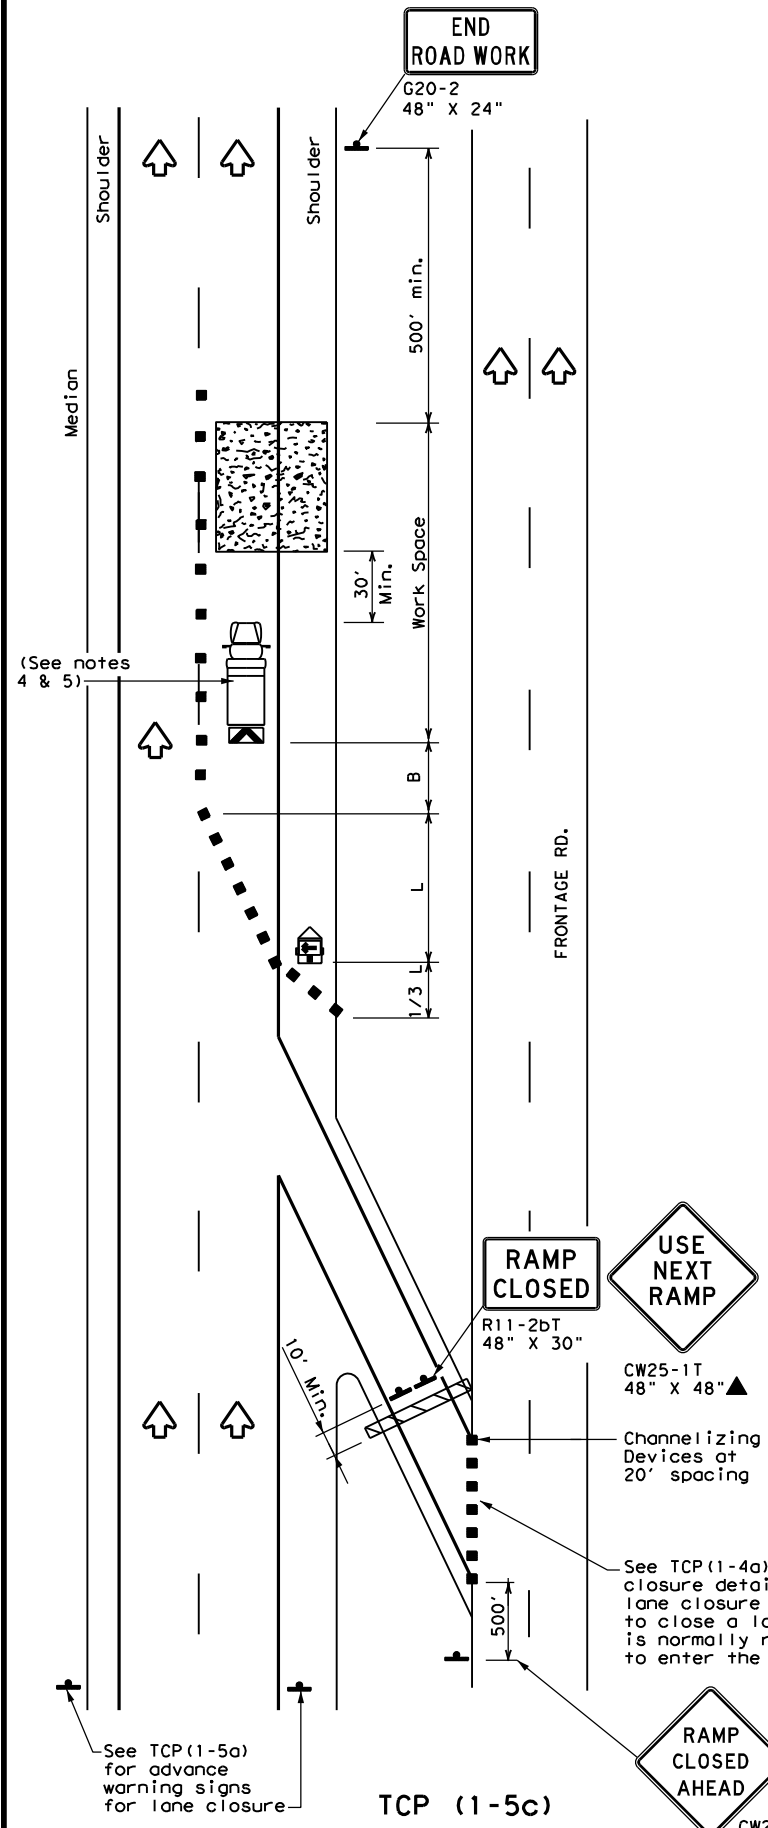 END
ROAD WORK
G20-2
48" X 24"
Shoulder
Shoulder
500' min.
Median
Work Space
30'
Min.
(See notes
4 & 5)
B
L
FRONTAGE RD.
1/3 L
RAMP
CLOSED
R11-2bT
48" X 30"
USE
NEXT
RAMP
CW25-1T
48" X 48"
10' Min.
Channelizing
Devices at
20' spacing
See TCP(1-4a)
closure detai
lane closure
to close a la
is normally r
to enter the
500'
See TCP(1-5a)
for advance
warning signs
for lane closure
RAMP
CLOSED
AHEAD
TCP (1-5c)